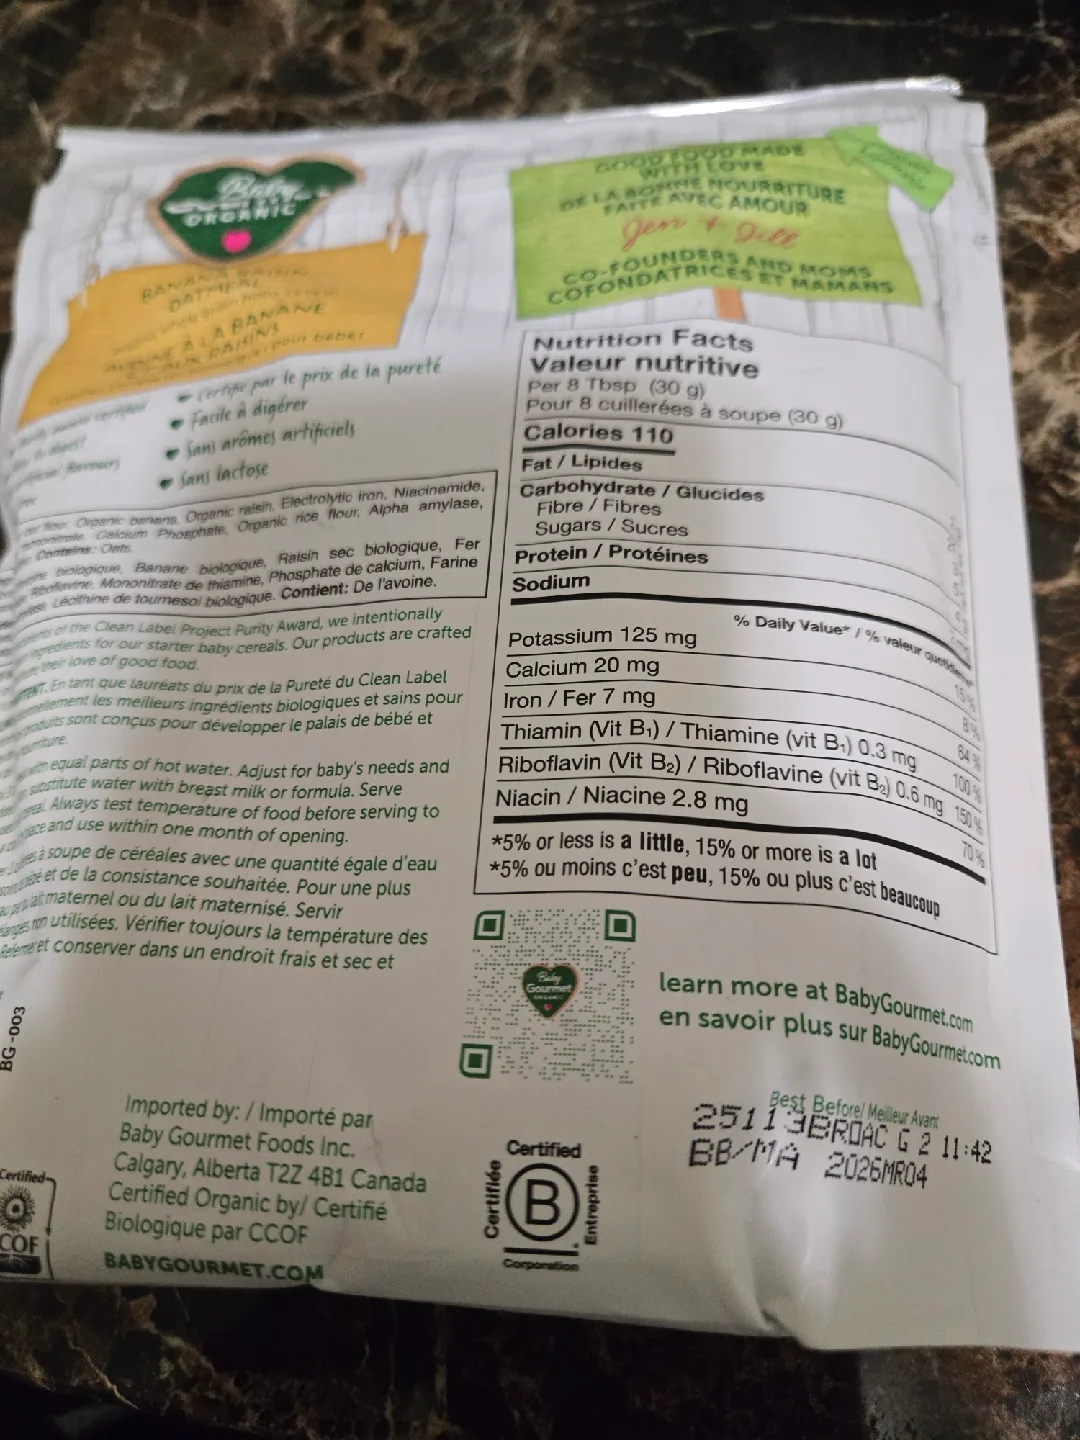 Baby
ORGANIC
BANANA RAISIN
OATMEAL
À LA BANANE
RAISINS
pour bébés
Certifié par le prix de la pureté
Facile à digérer
Sans arômes artificiels
Sans lactose
flavours
flour, Organic banana, Organic raisin, Electrolytic iron, Niacinamide,
Calcium Phosphate, Organic rice flour, Alpha amylase,
Contains: Oats.
biologique, Banane biologique, Raisin sec biologique, Fer
Riboflavine, Mononitrate de thiamine, Phosphate de calcium, Farine
Lécithine de tournesol biologique. Contient: De l'avoine.
of the Clean Label Project Purity Award, we intentionally
ingredients for our starter baby cereals. Our products are crafted
their love of good food.
En tant que lauréats du prix de la Pureté du Clean Label
les meilleurs ingrédients biologiques et sains pour
produits sont conçus pour développer le palais de bébé et
with equal parts of hot water. Adjust for baby's needs and
substitute water with breast milk or formula. Serve
Always test temperature of food before serving to
and use within one month of opening.
à soupe de céréales avec une quantité égale d'eau
et de la consistance souhaitée. Pour une plus
lait maternel ou du lait maternisé. Servir
non utilisées. Vérifier toujours la température des
et conserver dans un endroit frais et sec et
BG-003
Imported by: / Importé par
Baby Gourmet Foods Inc.
Calgary, Alberta T2Z 4B1 Canada
Certified Organic by/ Certifié
Biologique par CCOF
BABYGOURMET.COM
Certified
GOOD FOOD MADE
WITH LOVE
DE LA BONNE NOURRITURE
FAITE AVEC AMOUR
Jen + Jill
CO-FOUNDERS AND MOMS
COFONDATRICES ET MAMANS
Nutrition Facts
Valeur nutritive
Per 8 Tbsp (30 g)
Pour 8 cuillerées à soupe (30 g)
Calories 110
Fat / Lipides
Carbohydrate / Glucides
Fibre / Fibres
Sugars / Sucres
Protein / Protéines
Sodium
% Daily Value* / % valeur quotidienne*
Potassium 125 mg
15 %
Calcium 20 mg
8 %
Iron / Fer 7 mg
64 %
Thiamin (Vit B₁) / Thiamine (vit B₁) 0.3 mg 100 %
Riboflavin (Vit B₂) / Riboflavine (vit B₂) 0.6 mg 150 %
Niacin / Niacine 2.8 mg
70 %
*5% or less is a little, 15% or more is a lot
*5% ou moins c'est peu, 15% ou plus c'est beaucoup
Baby
Gourmet
ORGANIC
learn more at BabyGourmet.com
en savoir plus sur BabyGourmet.com
Best Before/ Meilleur Avant
25113BROAC G 2 11:42
BB/MA 2026MR04
Certified
Certifiée
B
Entreprise
Corporation